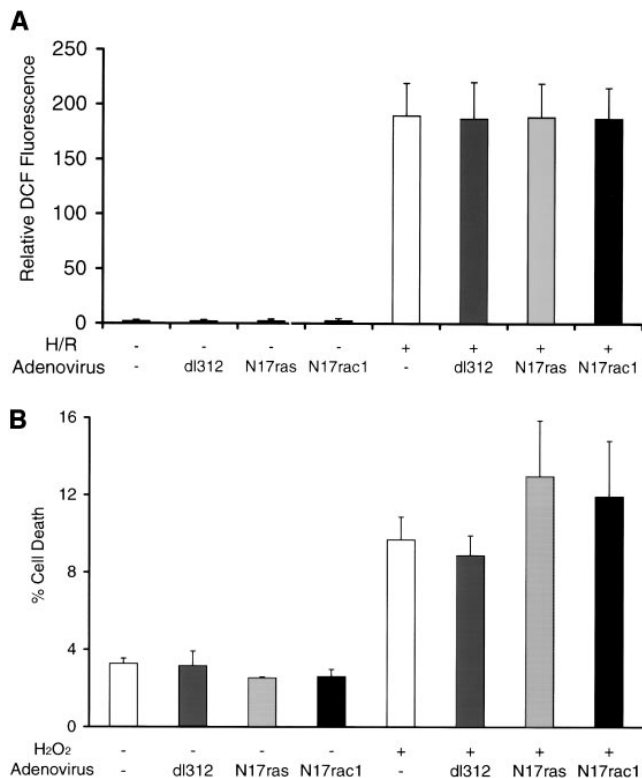 A
Relative DCF Fluorescence
250
200
150
100
50
0
H/R - - - - + + + +
Adenovirus - dl312 N17ras N17rac1 - dl312 N17ras N17rac1
B
% Cell Death
16
12
8
4
0
H2O2 - - - - + + + +
Adenovirus - dl312 N17ras N17rac1 - dl312 N17ras N17rac1